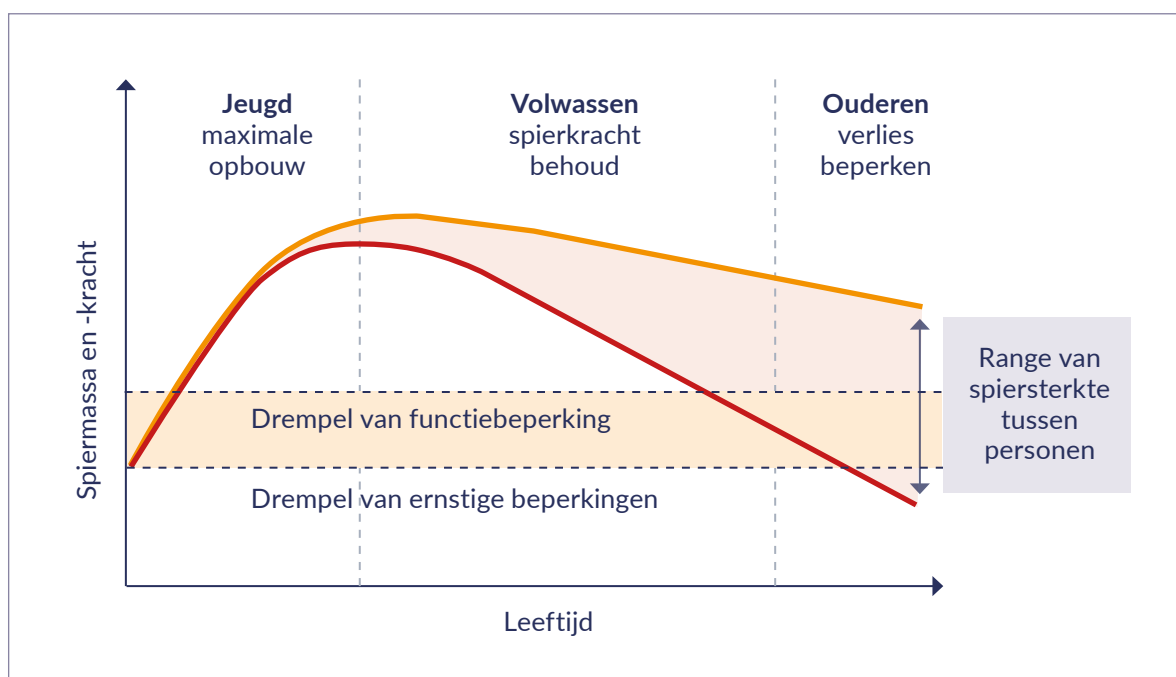 Jeugd
maximale
opbouw
Volwassen
spierkracht
behoud
Ouderen
verlies
beperken
Spiermassa en -kracht
Drempel van functiebeperking
Drempel van ernstige beperkingen
Range van
spiersterkte
tussen
personen
Leeftijd